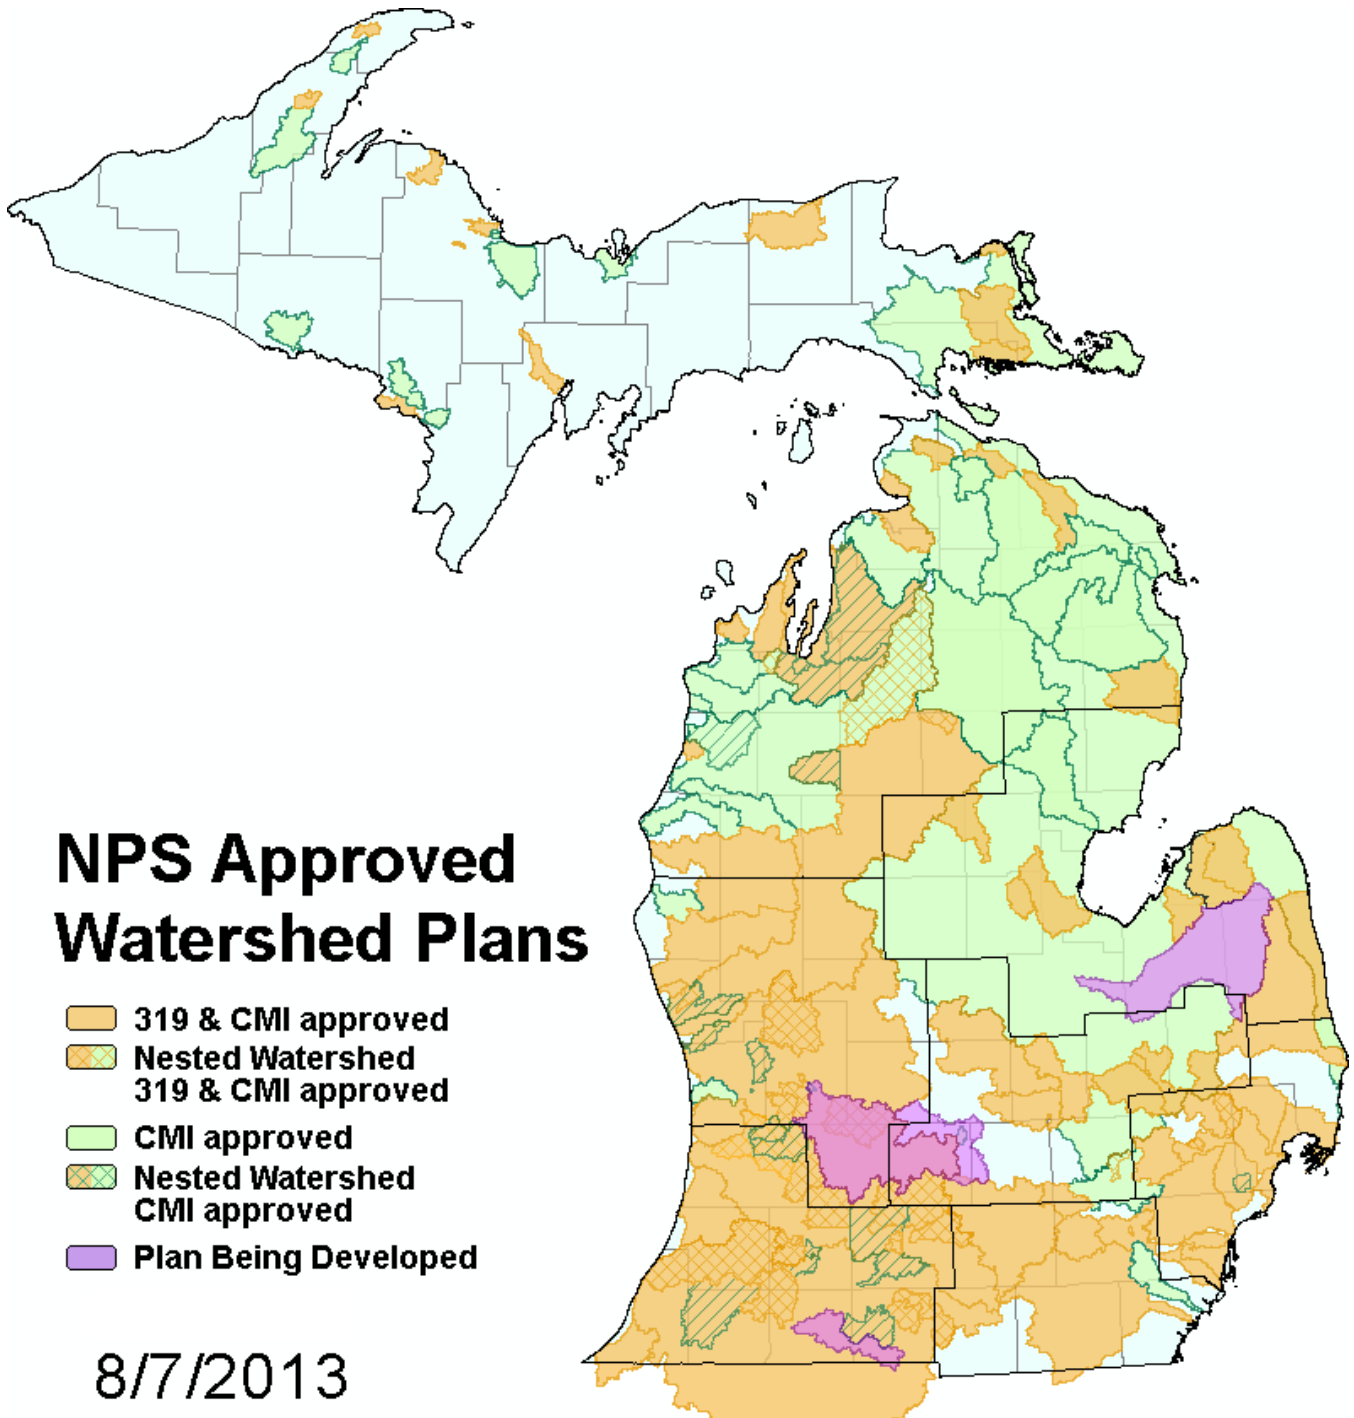 NPS Approved
Watershed Plans
319 & CMI approved
Nested Watershed
319 & CMI approved
CMI approved
Nested Watershed
CMI approved
Plan Being Developed
8/7/2013